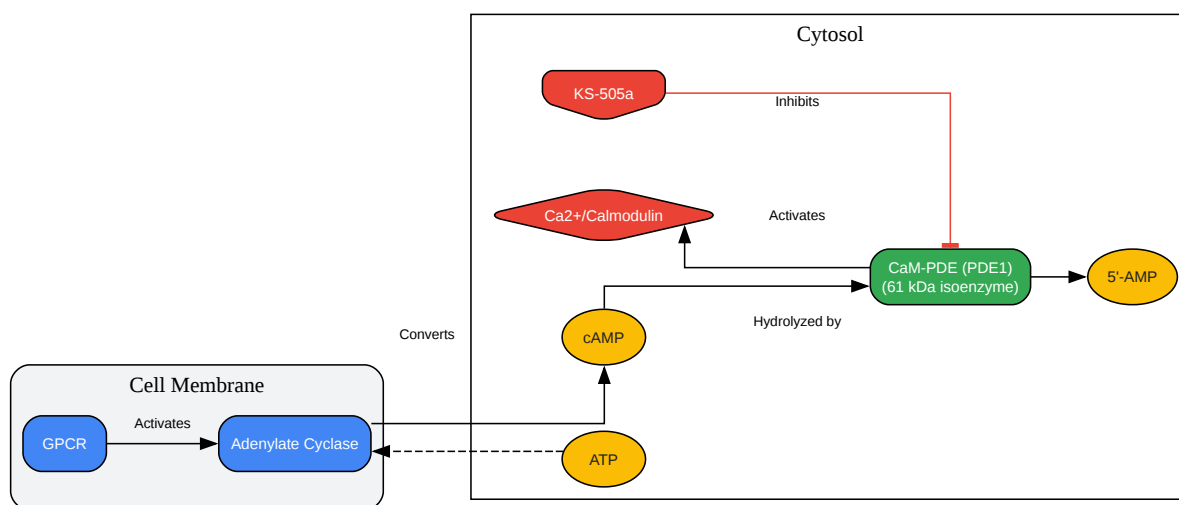 Cytosol
KS-505a
Inhibits
Ca2+/Calmodulin
Activates
CaM-PDE (PDE1)
(61 kDa isoenzyme)
5'-AMP
Hydrolyzed by
Converts
cAMP
Cell Membrane
Activates
GPCR
Adenylate Cyclase
ATP